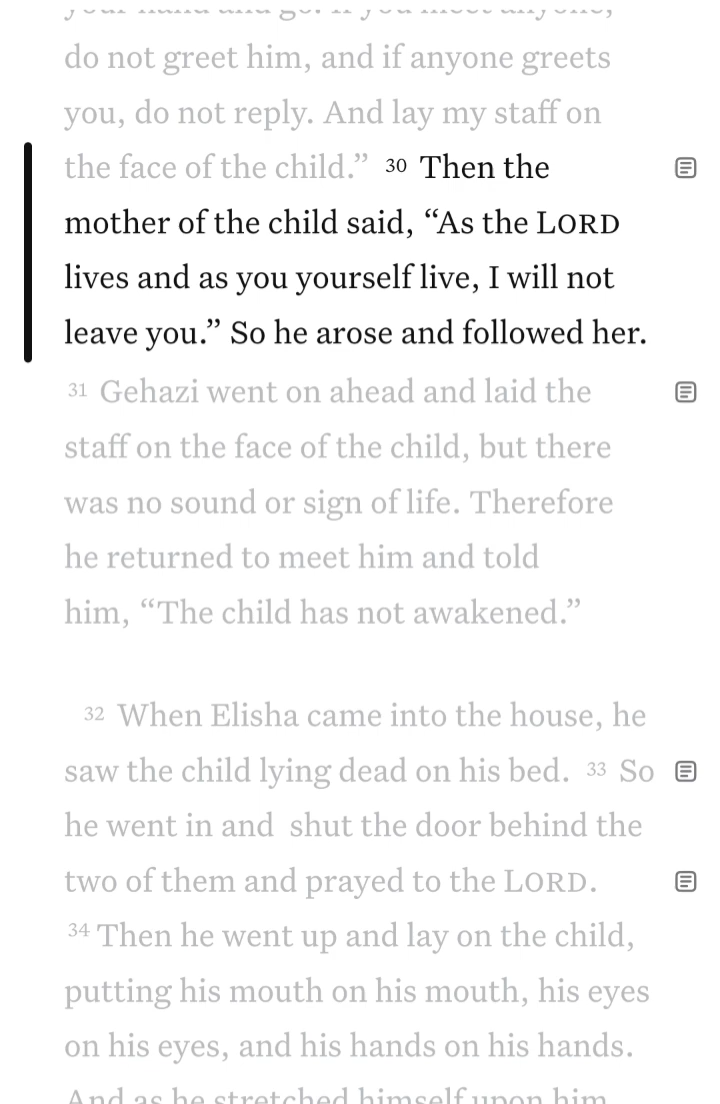 do not greet him, and if anyone greets
you, do not reply. And lay my staff on
the face of the child.” 30 Then the
mother of the child said, “As the LORD
lives and as you yourself live, I will not
leave you.” So he arose and followed her.
31 Gehazi went on ahead and laid the
staff on the face of the child, but there
was no sound or sign of life. Therefore
he returned to meet him and told
him, “The child has not awakened.”
32 When Elisha came into the house, he
saw the child lying dead on his bed. 33 So
he went in and shut the door behind the
two of them and prayed to the LORD.
34 Then he went up and lay on the child,
putting his mouth on his mouth, his eyes
on his eyes, and his hands on his hands.
And as he stretched himself upon him